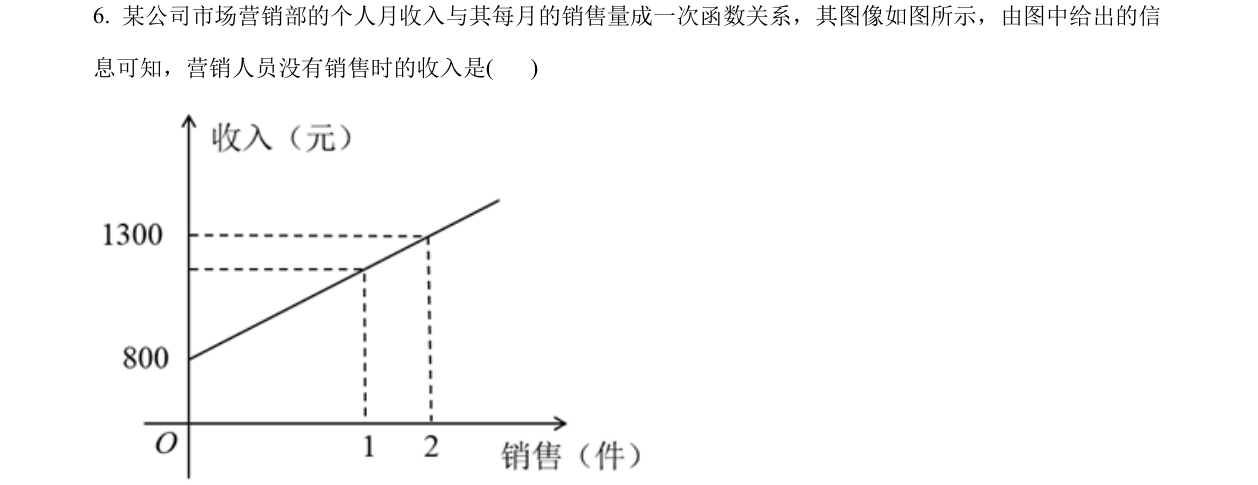 6. 某公司市场营销部的个人月收入与其每月的销售量成一次函数关系，其图像如图所示，由图中给出的信
息可知，营销人员没有销售时的收入是(      )
收入（元）
1300
800
O
1
2
销售（件）